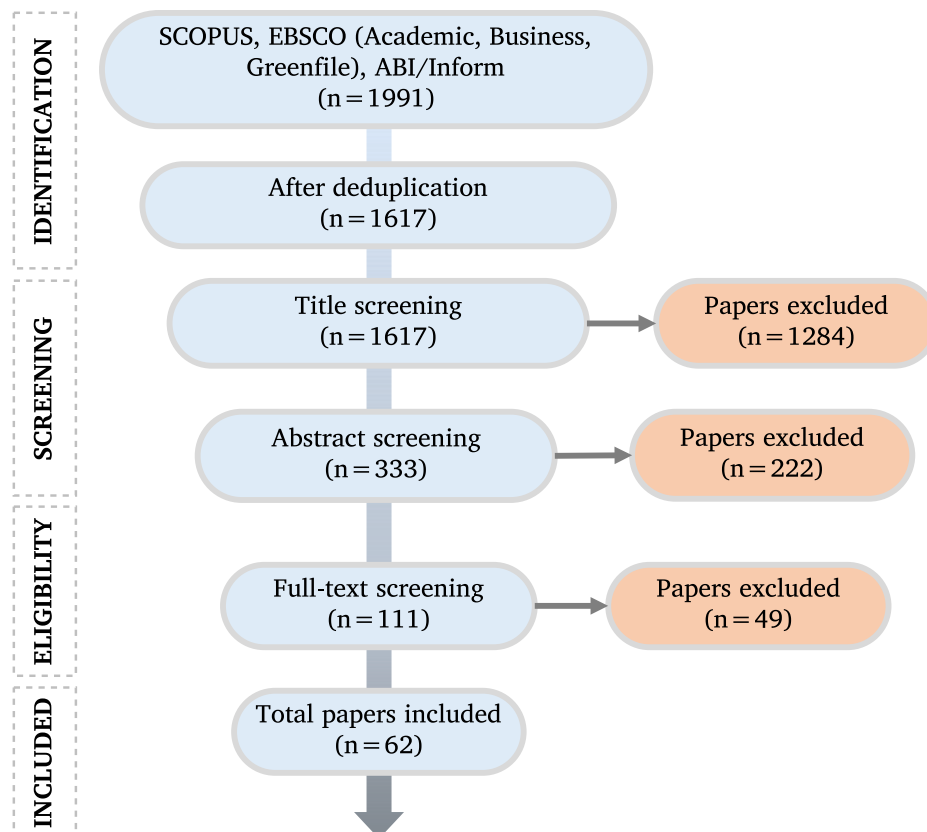 IDENTIFICATION
SCOPUS, EBSCO (Academic, Business,
Greenfile), ABI/Inform
(n = 1991)
After deduplication
(n = 1617)
SCREENING
Title screening
(n = 1617)
Papers excluded
(n = 1284)
Abstract screening
(n = 333)
Papers excluded
(n = 222)
ELIGIBILITY
Full-text screening
(n = 111)
Papers excluded
(n = 49)
INCLUDED
Total papers included
(n = 62)